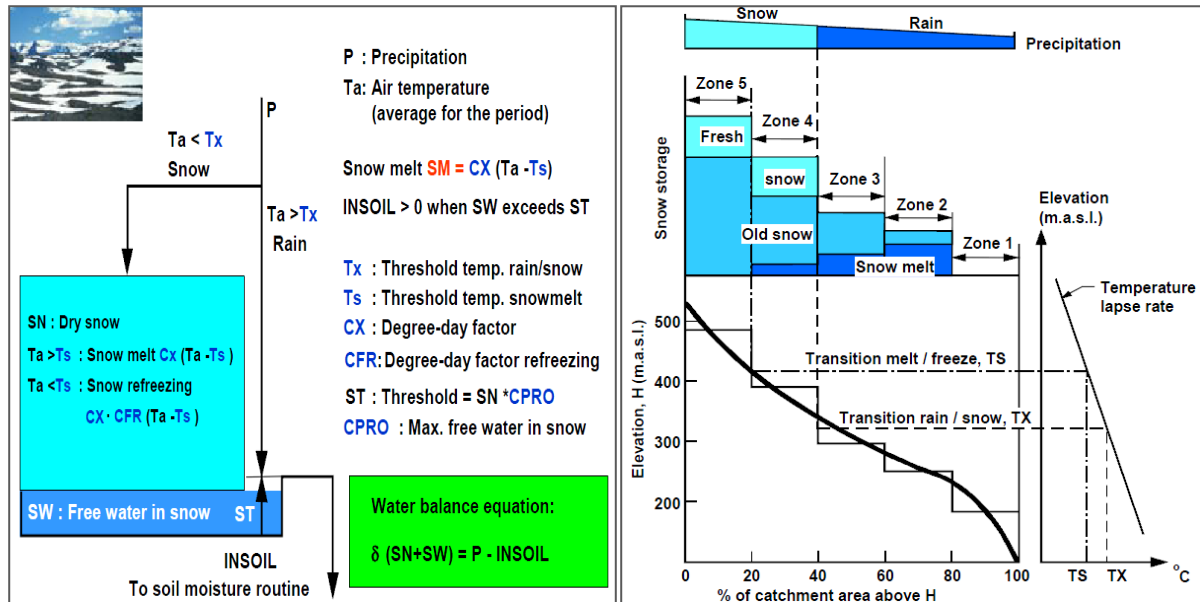 P
P : Precipitation
Ta: Air temperature
(average for the period)
Ta < Tx
Snow
Snow melt SM = CX (Ta -Ts)
INSOIL > 0 when SW exceeds ST
Ta >Tx
Rain
Tx : Threshold temp. rain/snow
Ts : Threshold temp. snowmelt
CX : Degree-day factor
CFR: Degree-day factor refreezing
ST : Threshold = SN *CPRO
CPRO : Max. free water in snow
SN : Dry snow
Ta >Ts : Snow melt Cx (Ta -Ts )
Ta <Ts : Snow refreezing
CX· CFR (Ta -Ts )
SW : Free water in snow
ST
INSOIL
To soil moisture routine
Water balance equation:
δ (SN+SW) = P - INSOIL
Snow
Rain
Precipitation
Zone 5
Zone 4
Zone 3
Zone 2
Zone 1
Fresh
snow
Old snow
Snow melt
Snow storage
Elevation
(m.a.s.l.)
Temperature
lapse rate
Transition melt / freeze, TS
Transition rain / snow, TX
Elevation, H (m.a.s.l.)
500
400
300
200
0 20 40 60 80 100
% of catchment area above H
TS TX °C